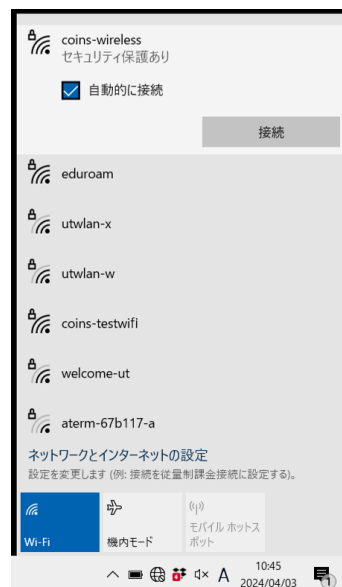 coins-wireless
セキュリティ保護あり
自動的に接続
接続
eduroam
utwlan-x
utwlan-w
coins-testwifi
welcome-ut
aterm-67b117-a
ネットワークとインターネットの設定
設定を変更します (例: 接続を従量制課金接続に設定する)。
Wi-Fi
機内モード
モバイル ホットス
ポット
A
10:45
2024/04/03
1